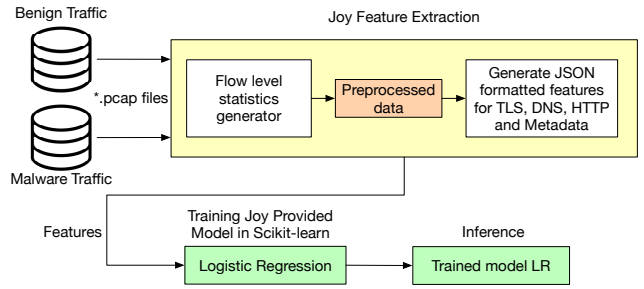 Benign Traffic
Joy Feature Extraction
*.pcap files
Flow level
statistics
generator
Preprocessed
data
Generate JSON
formatted features
for TLS, DNS, HTTP
and Metadata
Malware Traffic
Features
Training Joy Provided
Model in Scikit-learn
Logistic Regression
Inference
Trained model LR